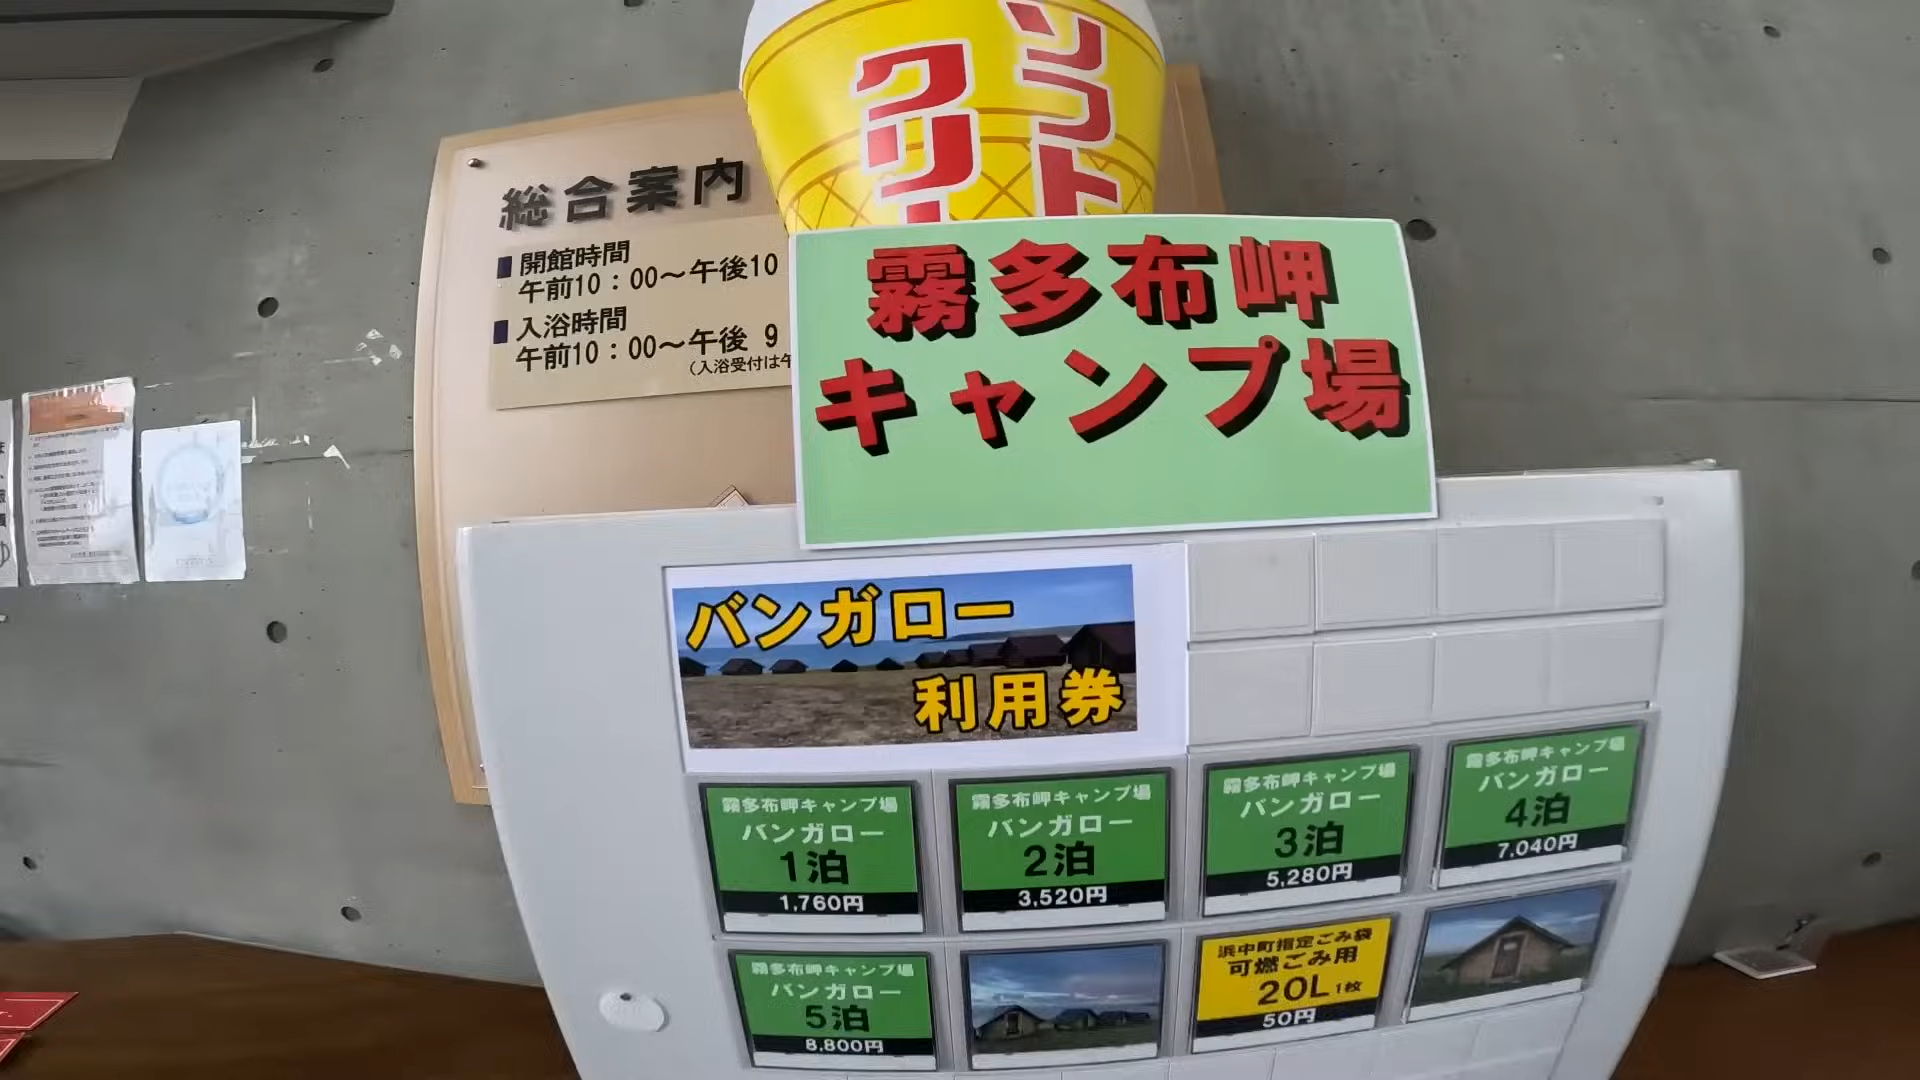 ソフト
クリー
総合案内
開館時間
午前10：00～午後10
入浴時間
午前10：00～午後 9
（入浴受付は午
霧多布岬
キャンプ場
バンガロー
利用券
霧多布岬キャンプ場
バンガロー
1泊
1,760円
霧多布岬キャンプ場
バンガロー
2泊
3,520円
霧多布岬キャンプ場
バンガロー
3泊
5,280円
霧多布岬キャンプ場
バンガロー
4泊
7,040円
霧多布岬キャンプ場
バンガロー
5泊
8,800円
浜中町指定ごみ袋
可燃ごみ用
20L 1枚
50円